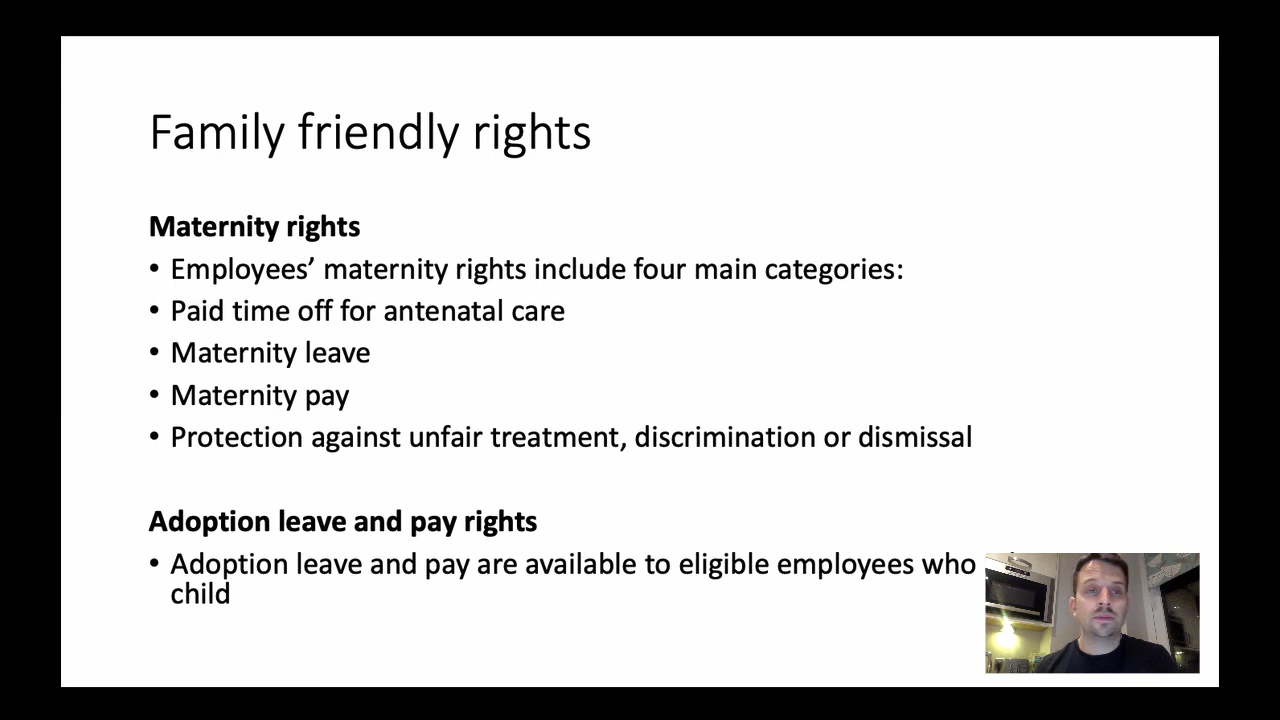 Family friendly rights
Maternity rights
• Employees’ maternity rights include four main categories:
• Paid time off for antenatal care
• Maternity leave
• Maternity pay
• Protection against unfair treatment, discrimination or dismissal
Adoption leave and pay rights
• Adoption leave and pay are available to eligible employees who
child